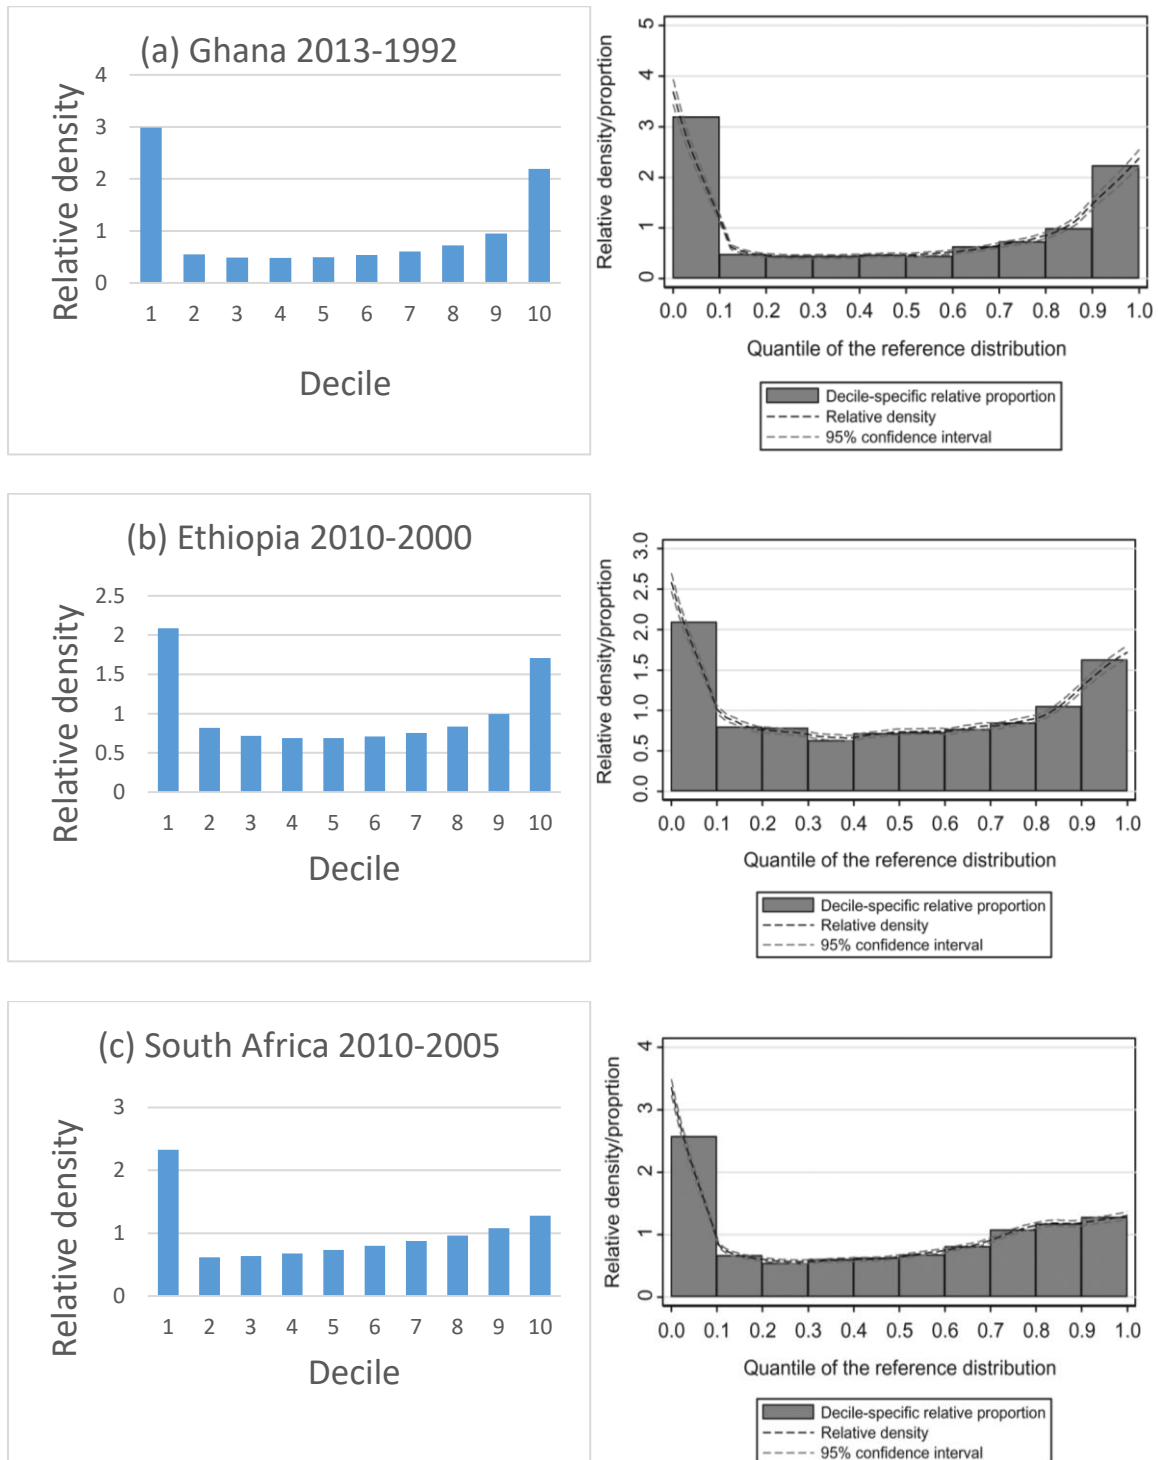 (a) Ghana 2013-1992
Relative density
4
3
2
1
0
1 2 3 4 5 6 7 8 9 10
Decile
Relative density/proprtion
5
4
3
2
1
0
0.0 0.1 0.2 0.3 0.4 0.5 0.6 0.7 0.8 0.9 1.0
Quantile of the reference distribution
Decile-specific relative proportion
Relative density
95% confidence interval
(b) Ethiopia 2010-2000
Relative density
2.5
2
1.5
1
0.5
0
1 2 3 4 5 6 7 8 9 10
Decile
Relative density/proprtion
3.0
2.5
2.0
1.5
1.0
0.5
0.0
0.0 0.1 0.2 0.3 0.4 0.5 0.6 0.7 0.8 0.9 1.0
Quantile of the reference distribution
Decile-specific relative proportion
Relative density
95% confidence interval
(c) South Africa 2010-2005
Relative density
3
2
1
0
1 2 3 4 5 6 7 8 9 10
Decile
Relative density/proprtion
4
3
2
1
0
0.0 0.1 0.2 0.3 0.4 0.5 0.6 0.7 0.8 0.9 1.0
Quantile of the reference distribution
Decile-specific relative proportion
Relative density
95% confidence interval